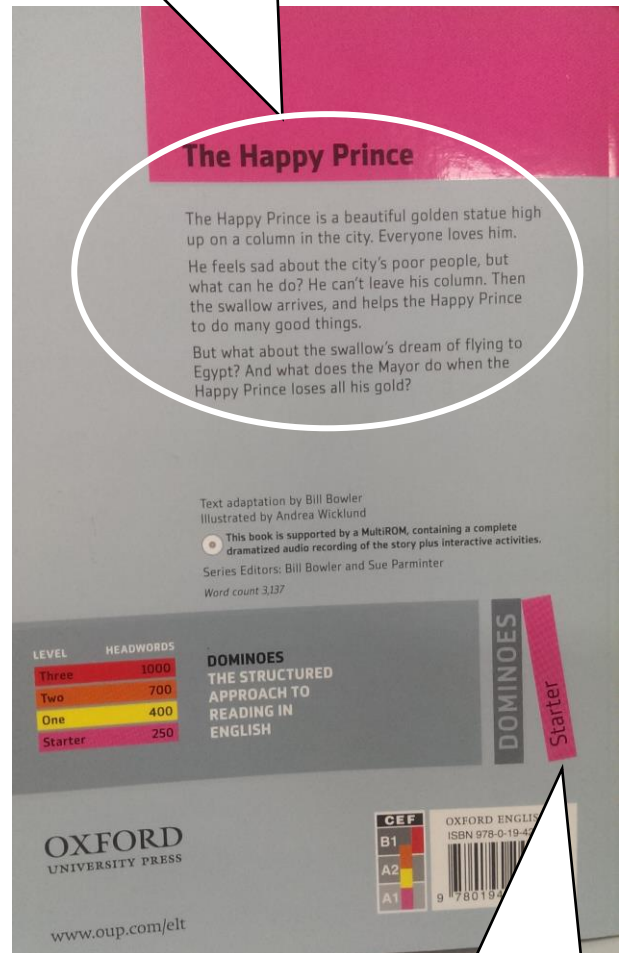 The Happy Prince
The Happy Prince is a beautiful golden statue high
up on a column in the city. Everyone loves him.
He feels sad about the city's poor people, but
what can he do? He can't leave his column. Then
the swallow arrives, and helps the Happy Prince
to do many good things.
But what about the swallow's dream of flying to
Egypt? And what does the Mayor do when the
Happy Prince loses all his gold?
Text adaptation by Bill Bowler
Illustrated by Andrea Wicklund
This book is supported by a MultiROM, containing a complete
dramatized audio recording of the story plus interactive activities.
Series Editors: Bill Bowler and Sue Parminter
Word count 3,137
LEVEL HEADWORDS
Three 1000
Two 700
One 400
Starter 250
DOMINOES
THE STRUCTURED
APPROACH TO
READING IN
ENGLISH
DOMINOES
Starter
OXFORD
UNIVERSITY PRESS
www.oup.com/elt
CEF
B1
A2
A1
OXFORD
ISBN 978-0-19-
9 780194